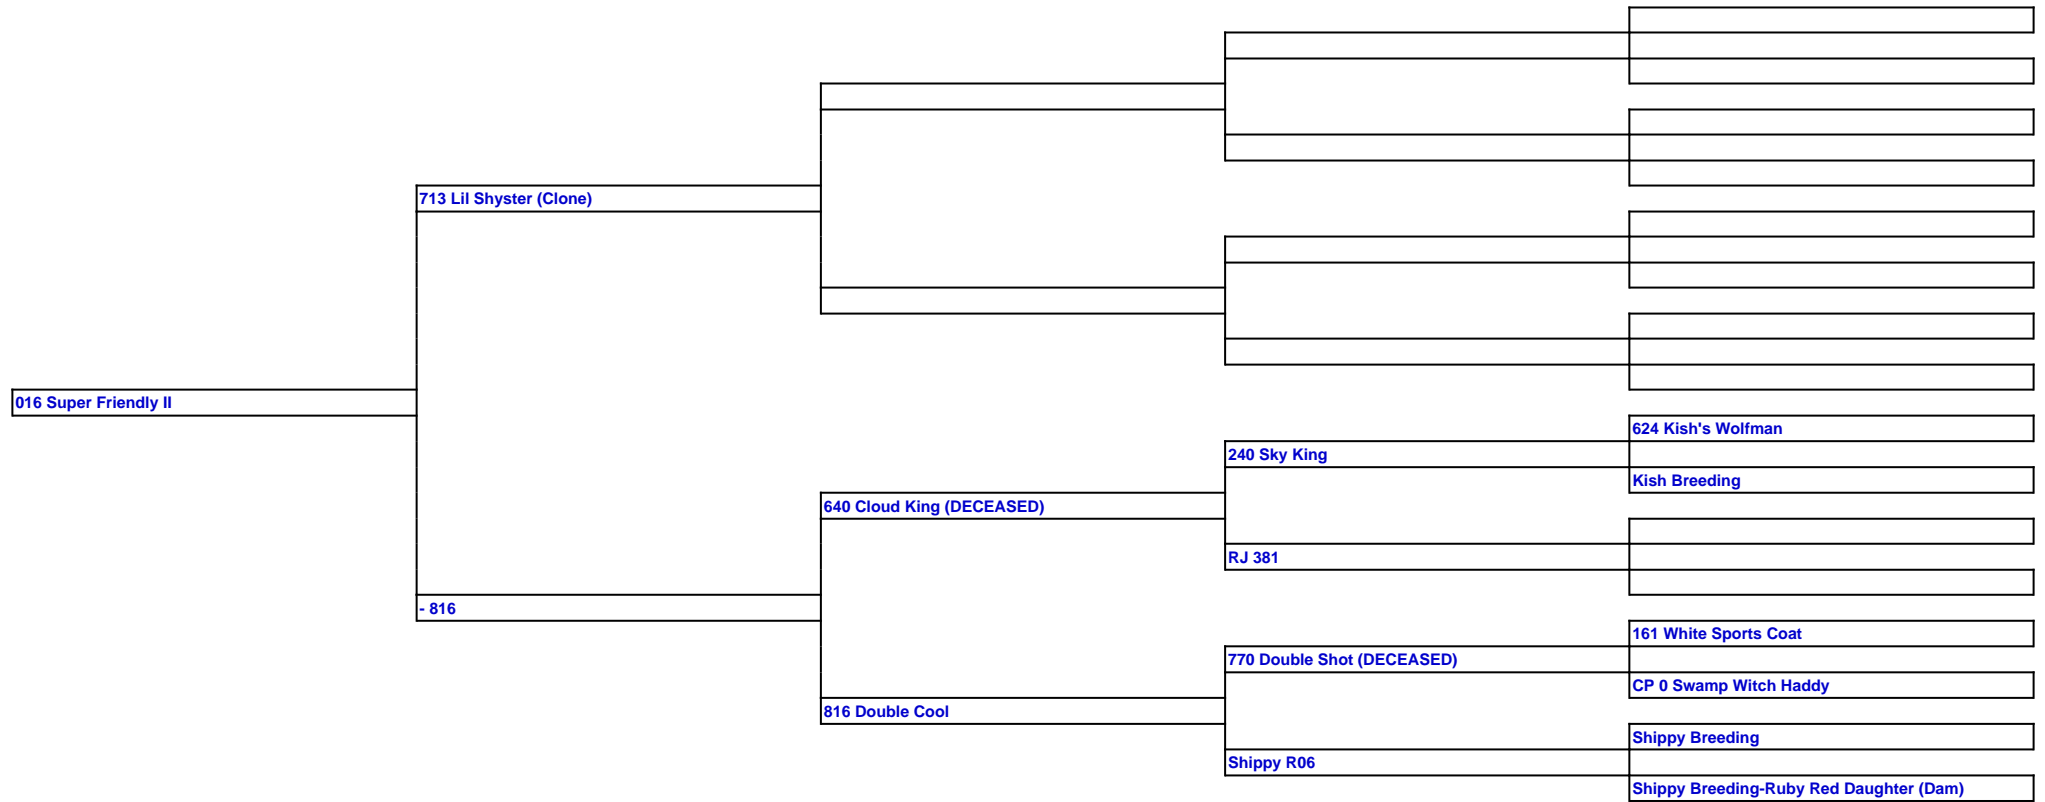 713 Lil Shyster (Clone)
016 Super Friendly II
624 Kish's Wolfman
240 Sky King
Kish Breeding
640 Cloud King (DECEASED)
RJ 381
- 816
161 White Sports Coat
770 Double Shot (DECEASED)
CP 0 Swamp Witch Haddy
816 Double Cool
Shippy Breeding
Shippy R06
Shippy Breeding-Ruby Red Daughter (Dam)